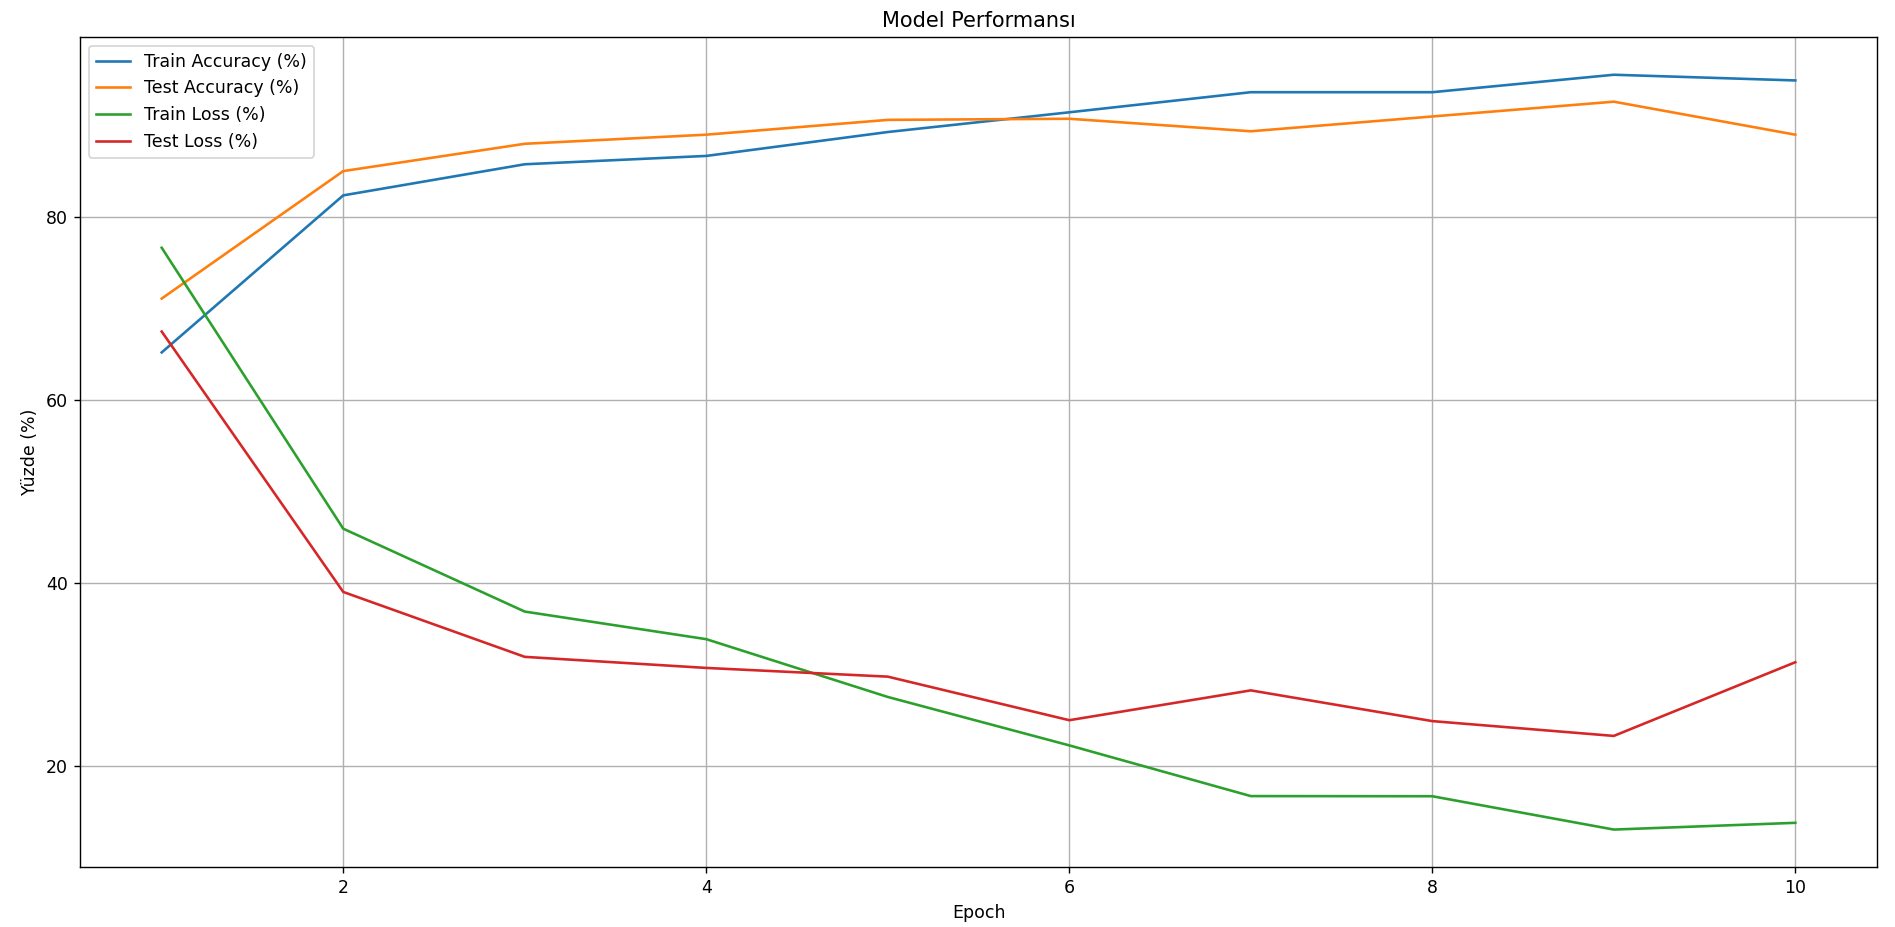 Model Performansı
Train Accuracy (%)
Test Accuracy (%)
Train Loss (%)
Test Loss (%)
Yüzde (%)
80
60
40
20
2
4
6
8
10
Epoch